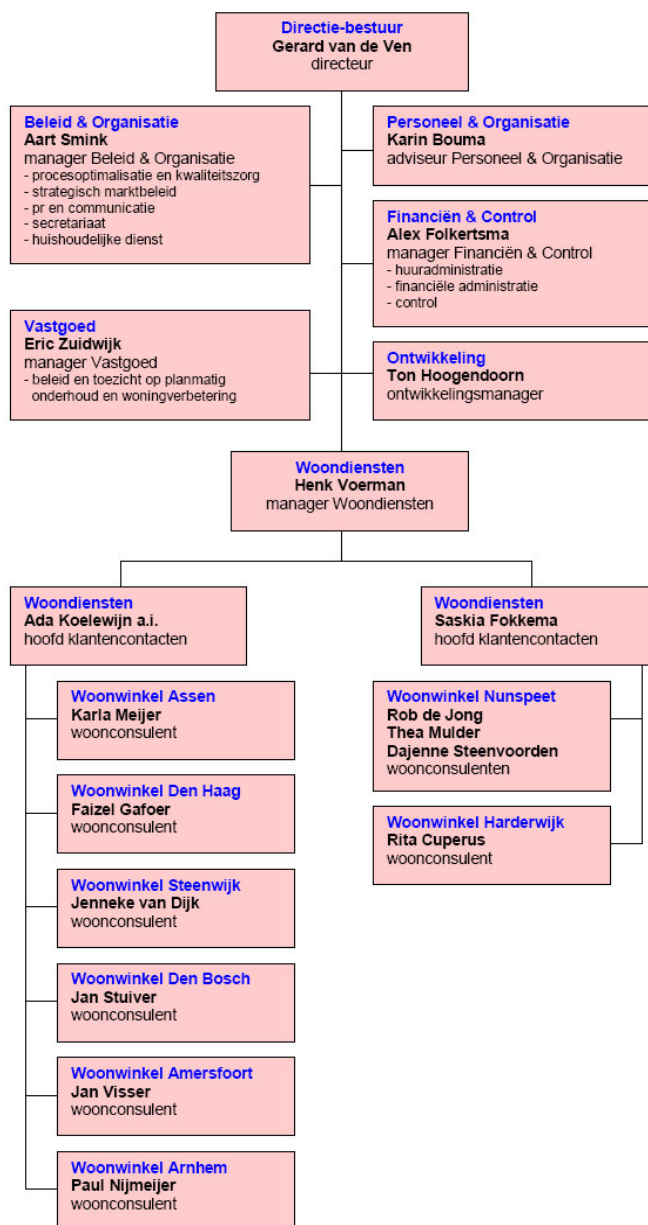 Directie-bestuur
Gerard van de Ven
directeur
Beleid & Organisatie
Aart Smink
manager Beleid & Organisatie
- procesoptimalisatie en kwaliteitszorg
- strategisch marktbeleid
- pr en communicatie
- secretariaat
- huishoudelijke dienst
Personeel & Organisatie
Karin Bouma
adviseur Personeel & Organisatie
Financiën & Control
Alex Folkertsma
manager Financiën & Control
- huuradministratie
- financiële administratie
- control
Vastgoed
Eric Zuidwijk
manager Vastgoed
- beleid en toezicht op planmatig
onderhoud en woningverbetering
Ontwikkeling
Ton Hoogendoorn
ontwikkelingsmanager
Woondiensten
Henk Voerman
manager Woondiensten
Woondiensten
Ada Koelewijn a.i.
hoofd klantencontacten
Woonwinkel Assen
Karla Meijer
woonconsulent
Woonwinkel Den Haag
Faizel Gafoer
woonconsulent
Woonwinkel Steenwijk
Jenneke van Dijk
woonconsulent
Woonwinkel Den Bosch
Jan Stuiver
woonconsulent
Woonwinkel Amersfoort
Jan Visser
woonconsulent
Woonwinkel Arnhem
Paul Nijmeijer
woonconsulent
Woondiensten
Saskia Fokkema
hoofd klantencontacten
Woonwinkel Nunspeet
Rob de Jong
Thea Mulder
Dajenne Steenvoorden
woonconsulenten
Woonwinkel Harderwijk
Rita Cuperus
woonconsulent